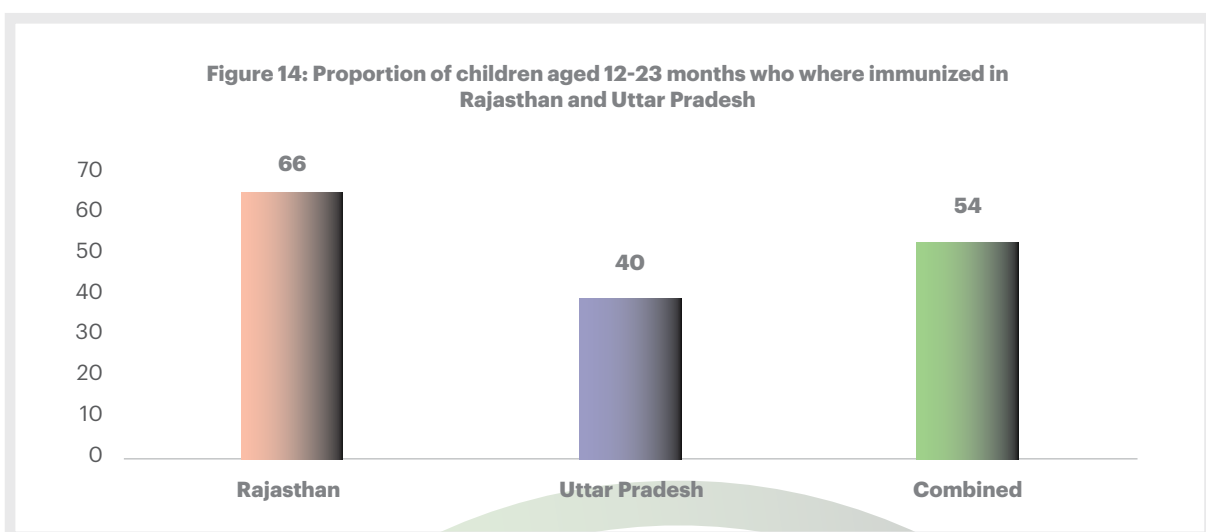 Figure 14: Proportion of children aged 12-23 months who where immunized in
Rajasthan and Uttar Pradesh
70
60
50
40
30
20
10
0
66
40
54
Rajasthan
Uttar Pradesh
Combined